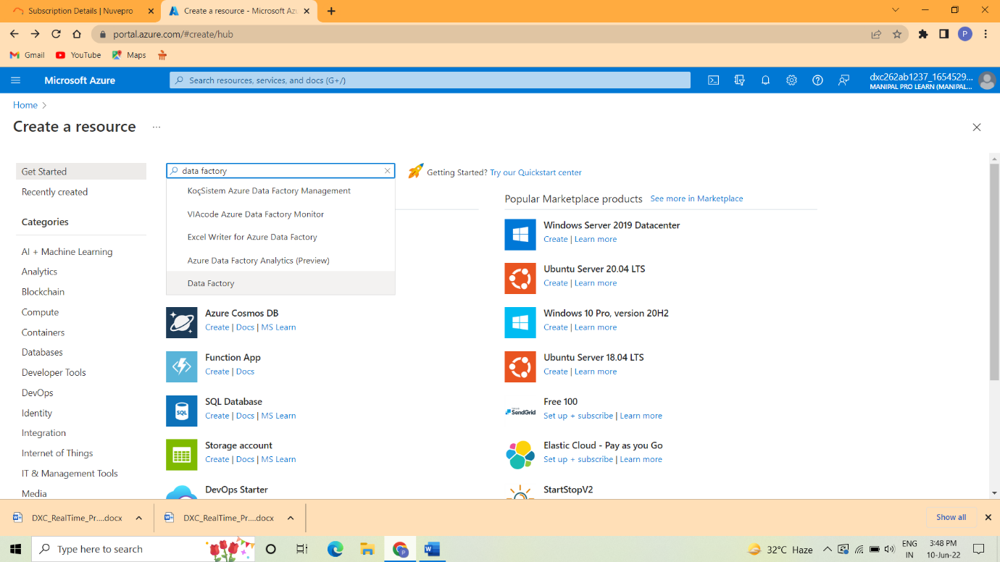 Subscription Details | Nuvepro
Create a resource - Microsoft Az
portal.azure.com/#create/hub
P
Gmail
YouTube
Maps
Microsoft Azure
Search resources, services, and docs (G+/)
dxc262ab1237_1654529...
MANIPAL PRO LEARN (MANIPAL...
Home
Create a resource
...
Get Started
Recently created
Categories
AI + Machine Learning
Analytics
Blockchain
Compute
Containers
Databases
Developer Tools
DevOps
Identity
Integration
Internet of Things
IT & Management Tools
Media
data factory
KoçSistem Azure Data Factory Management
VIAcode Azure Data Factory Monitor
Excel Writer for Azure Data Factory
Azure Data Factory Analytics (Preview)
Data Factory
Azure Cosmos DB
Create | Docs | MS Learn
Function App
Create | Docs
SQL
SQL Database
Create | Docs | MS Learn
Storage account
Create | Docs | MS Learn
DevOps Starter
Getting Started? Try our Quickstart center
Popular Marketplace products See more in Marketplace
Windows Server 2019 Datacenter
Create | Learn more
Ubuntu Server 20.04 LTS
Create | Learn more
Windows 10 Pro, version 20H2
Create | Learn more
Ubuntu Server 18.04 LTS
Create | Learn more
SendGrid
Free 100
Set up + subscribe | Learn more
Elastic Cloud - Pay as you Go
Set up + subscribe | Learn more
StartStopV2
DXC_RealTime_Pr....docx
DXC_RealTime_Pr....docx
Show all
Type here to search
P
W
32°C Haze
ENG
IN
3:48 PM
10-Jun-22